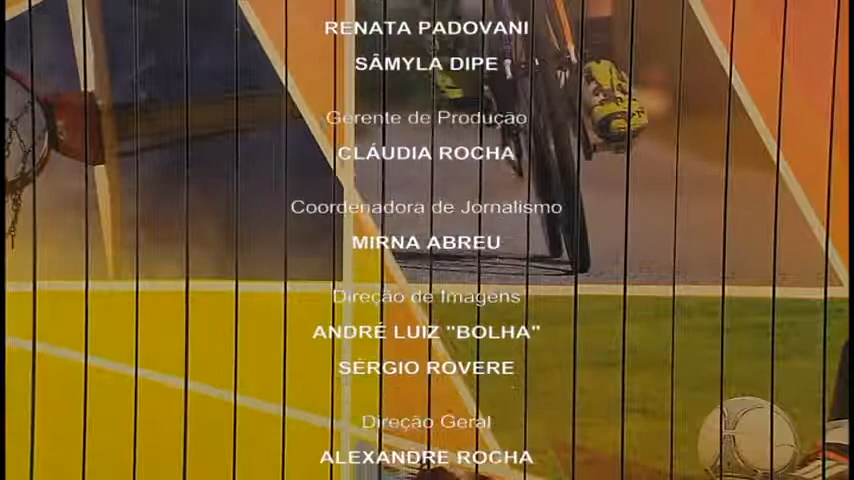 RENATA PADOVANI
SÂMYLA DIPE
Gerente de Produção
CLÁUDIA ROCHA
Coordenadora de Jornalismo
MIRNA ABREU
Direção de Imagens
ANDRÉ LUIZ "BOLHA"
SÉRGIO ROVERE
Direção Geral
ALEXANDRE ROCHA